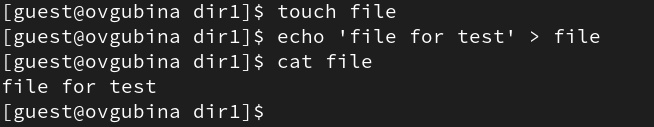 [guest@ovgubina dir1]$ touch file
[guest@ovgubina dir1]$ echo 'file for test' > file
[guest@ovgubina dir1]$ cat file
file for test
[guest@ovgubina dir1]$